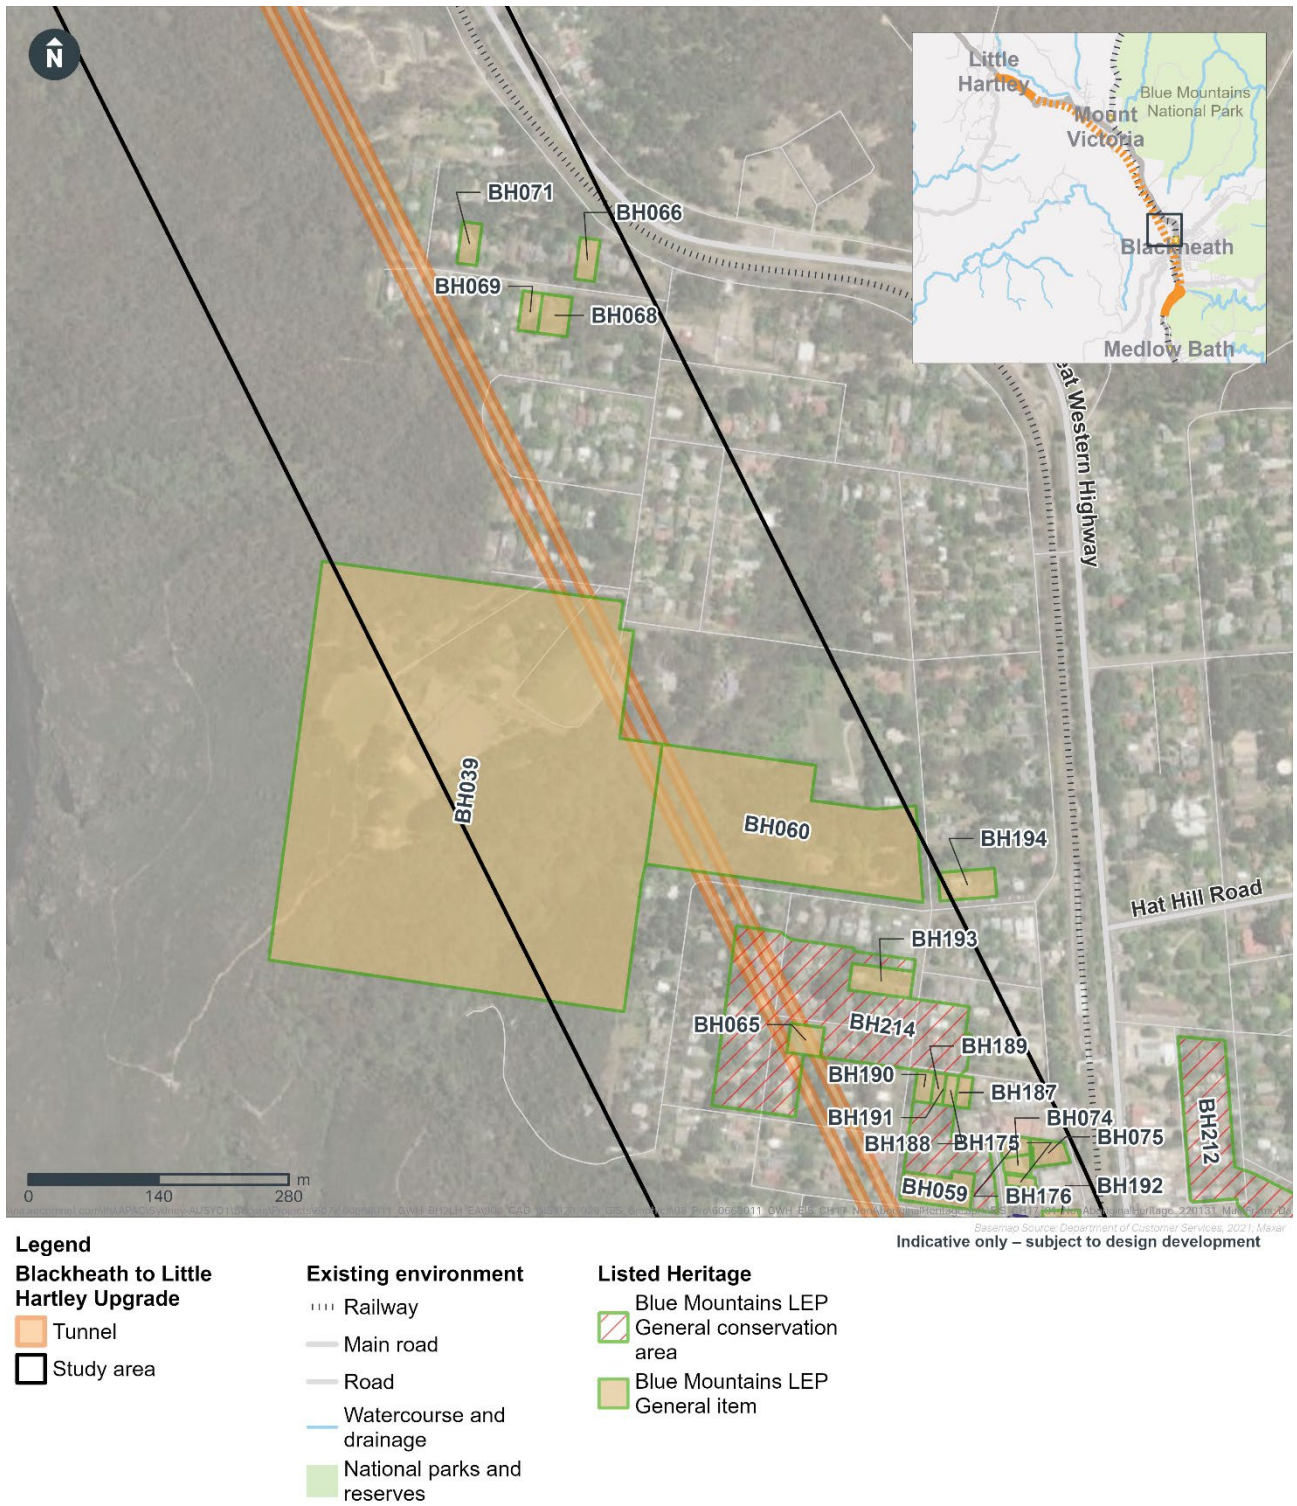 N
Little
Hartley
Blue Mountains
National Park
Mount
Victoria
Blackheath
Medlow Bath
BH071
BH066
BH069
BH068
eat Western Highway
BH039
BH060
BH194
Hat Hill Road
BH193
BH065
BH214
BH189
BH190
BH187
BH191
BH074
BH188
BH175
BH075
BH212
BH059
BH176
BH192
m
0
140
280
Basemap Source: Department of Customer Services, 2021; Maxar
Indicative only – subject to design development
Legend
Blackheath to Little
Hartley Upgrade
Tunnel
Study area
Existing environment
Railway
Main road
Road
Watercourse and
drainage
National parks and
reserves
Listed Heritage
Blue Mountains LEP
General conservation
area
Blue Mountains LEP
General item